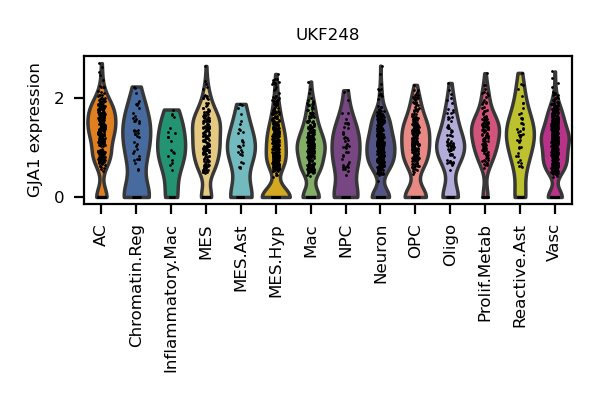 UKF248
GJA1 expression
2
0
AC
Chromatin.Reg
Inflammatory.Mac
MES
MES.Ast
MES.Hyp
Mac
NPC
Neuron
OPC
Oligo
Prolif.Metab
Reactive.Ast
Vasc